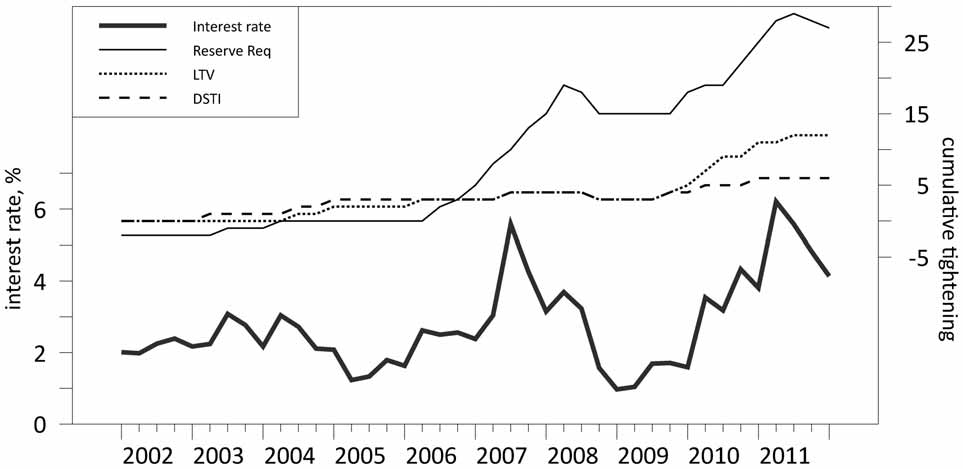 Interest rate
Reserve Req
LTV
DSTI
interest rate, %
6
4
2
0
25
15
5
-5
cumulative tightening
2002 2003 2004 2005 2006 2007 2008 2009 2010 2011